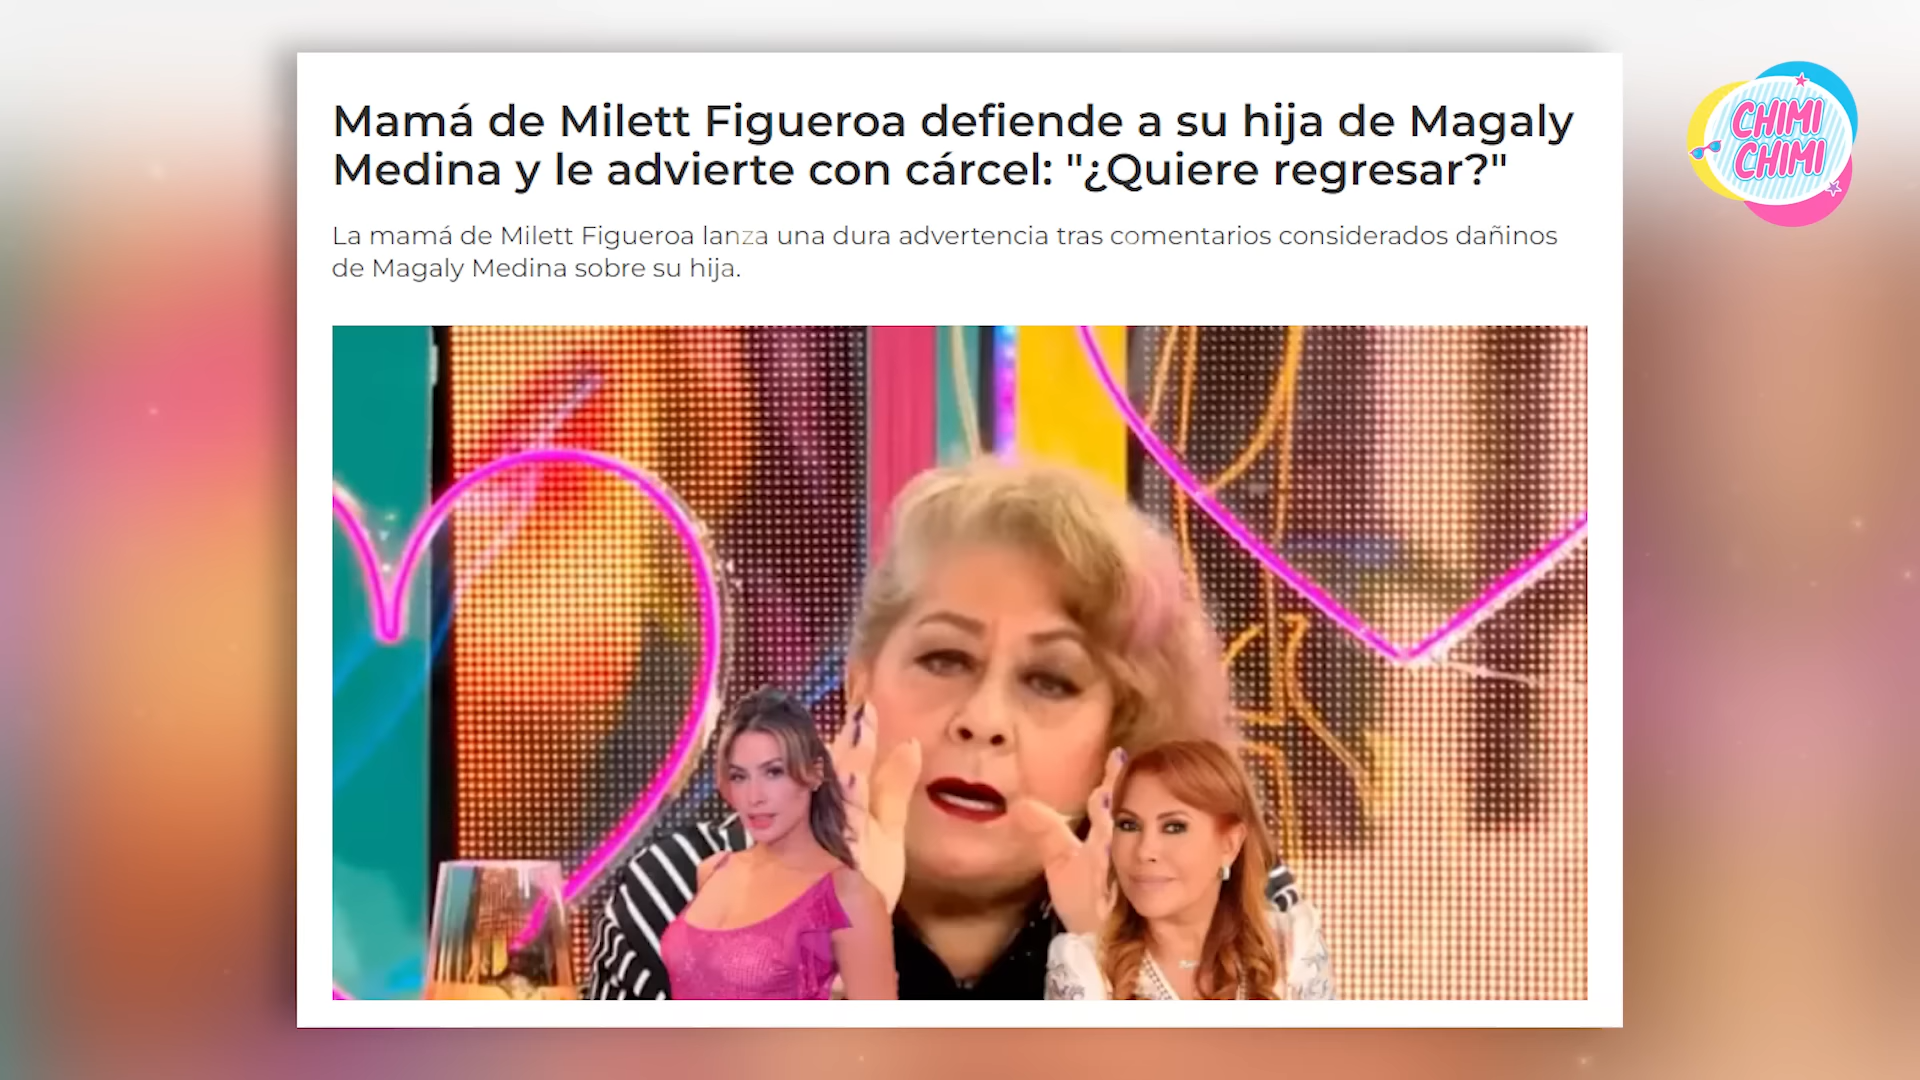 Mamá de Milett Figueroa defiende a su hija de Magaly
Medina y le advierte con cárcel: "¿Quiere regresar?"
La mamá de Milett Figueroa lanza una dura advertencia tras comentarios considerados dañinos
de Magaly Medina sobre su hija.
CHIMI
CHIMI